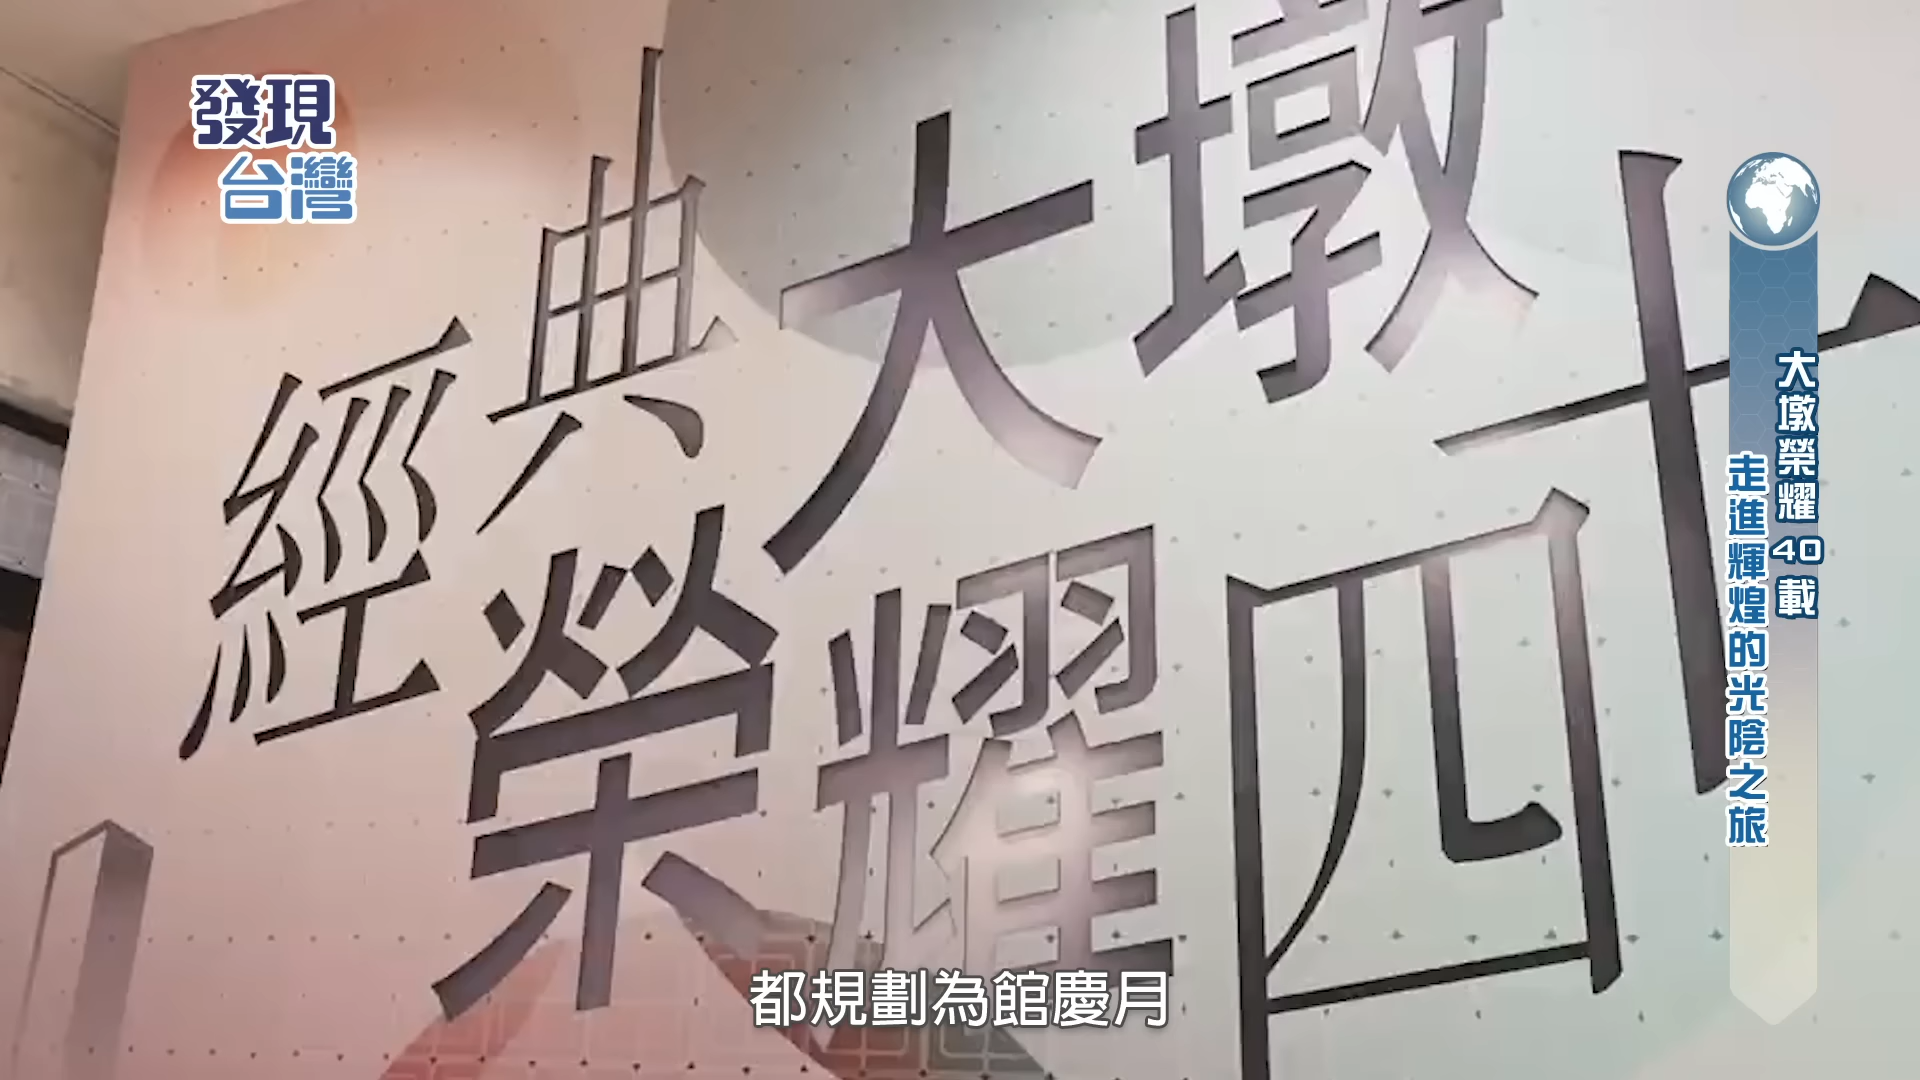 發現
台灣
經典大墩
榮耀四十
大墩榮耀40載
走進輝煌的光陰之旅
都規劃為館慶月